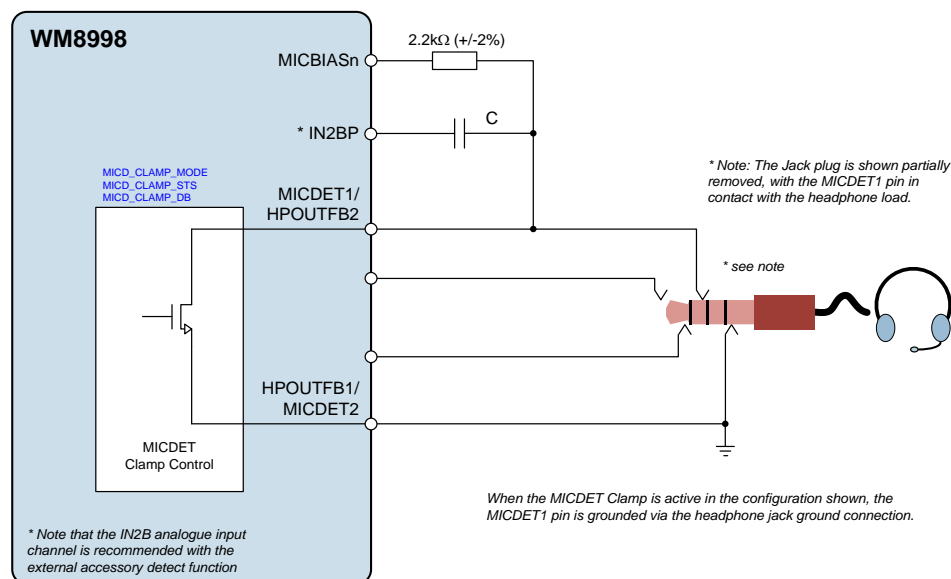 WM8998
2.2kΩ (+/-2%)
MICBIASn
C
* IN2BP
MICD_CLAMP_MODE
MICD_CLAMP_STS
MICD_CLAMP_DB
MICDET1/
HPOUTFB2
* Note: The Jack plug is shown partially
removed, with the MICDET1 pin in
contact with the headphone load.
* see note
HPOUTFB1/
MICDET2
MICDET
Clamp Control
When the MICDET Clamp is active in the configuration shown, the
MICDET1 pin is grounded via the headphone jack ground connection.
* Note that the IN2B analogue input
channel is recommended with the
external accessory detect function